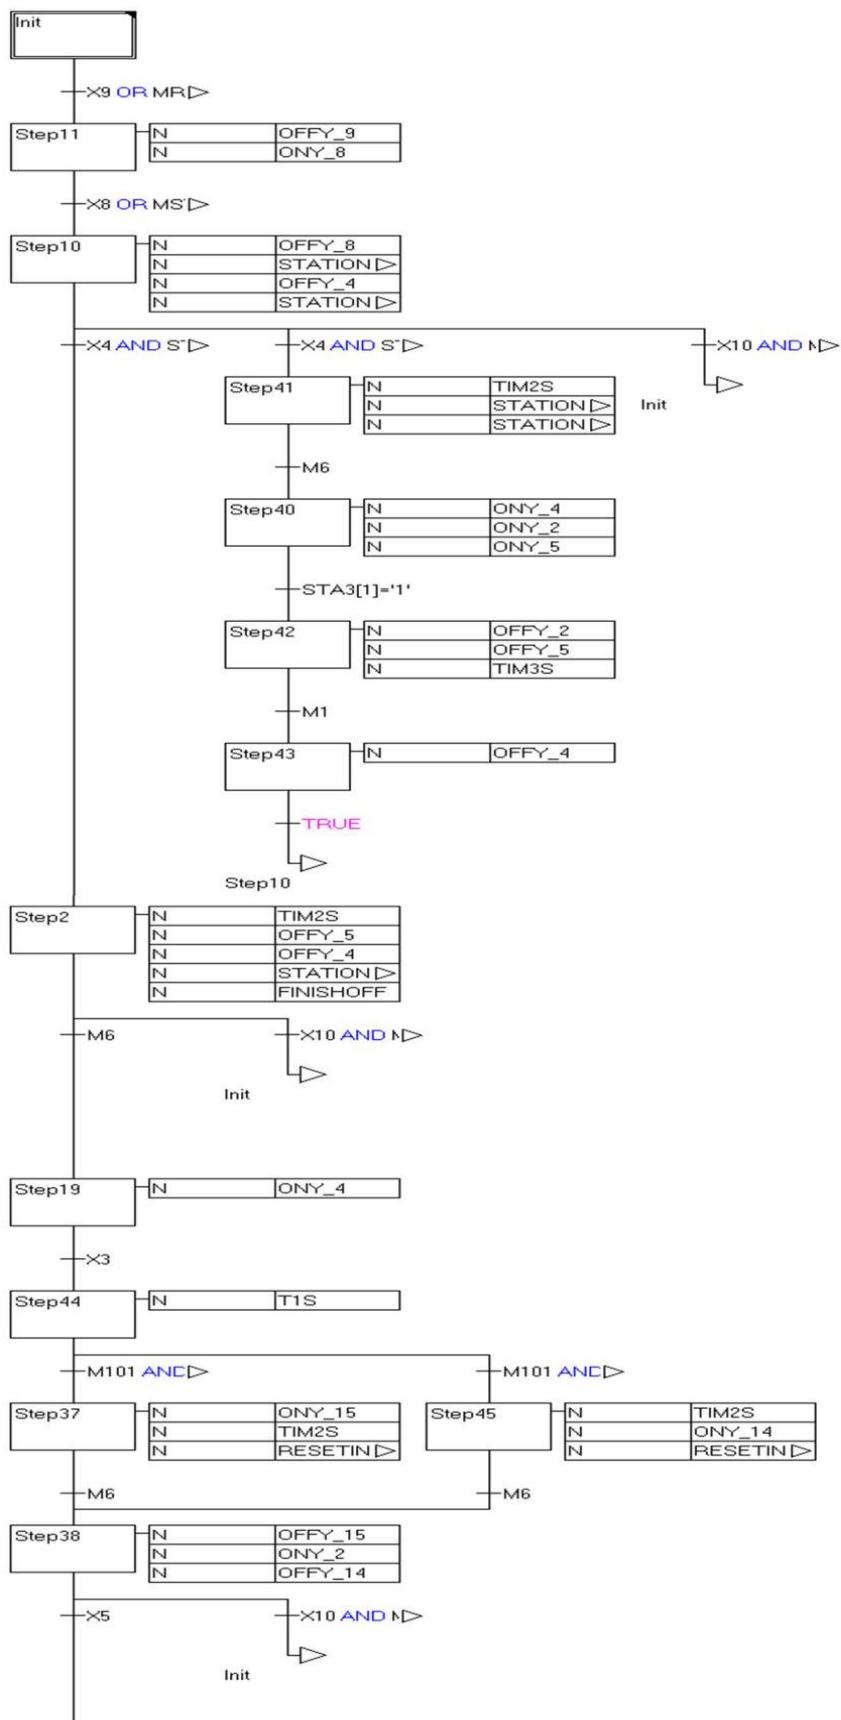 Init
X9 OR MR
Step11 N OFFY_9
N ONY_8
X8 OR MS
Step10 N OFFY_8
N STATION
N OFFY_4
N STATION
X4 AND S X4 AND S X10 AND
Step41 N TIM2S
N STATION Init
N STATION
M6
Step40 N ONY_4
N ONY_2
N ONY_5
STA3[1]='1'
Step42 N OFFY_2
N OFFY_5
N TIM3S
M1
Step43 N OFFY_4
TRUE
Step10
Step2 N TIM2S
N OFFY_5
N OFFY_4
N STATION
N FINISHOFF
M6 X10 AND
Init
Step19 N ONY_4
X3
Step44 N T1S
M101 AND M101 AND
Step37 N ONY_15 Step45 N TIM2S
N TIM2S N ONY_14
N RESETIN N RESETIN
M6 M6
Step38 N OFFY_15
N ONY_2
N OFFY_14
X5 X10 AND
Init